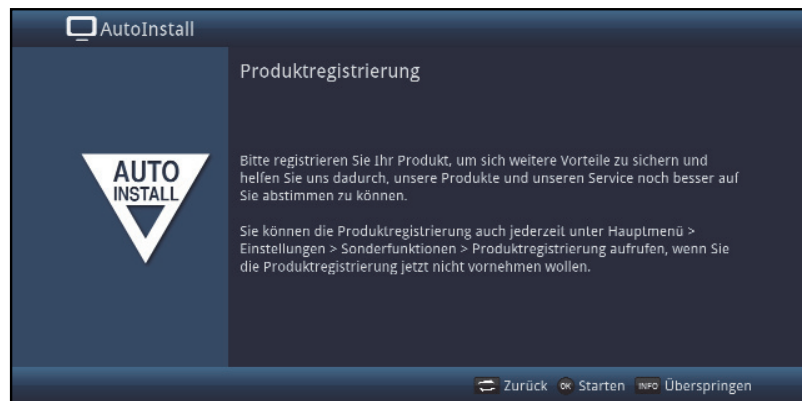 AutoInstall
Produktregistrierung
AUTO
INSTALL
Bitte registrieren Sie Ihr Produkt, um sich weitere Vorteile zu sichern und
helfen Sie uns dadurch, unsere Produkte und unseren Service noch besser auf
Sie abstimmen zu können.
Sie können die Produktregistrierung auch jederzeit unter Hauptmenü >
Einstellungen > Sonderfunktionen > Produktregistrierung aufrufen, wenn Sie
die Produktregistrierung jetzt nicht vornehmen wollen.
Zurück OK Starten INFO Überspringen